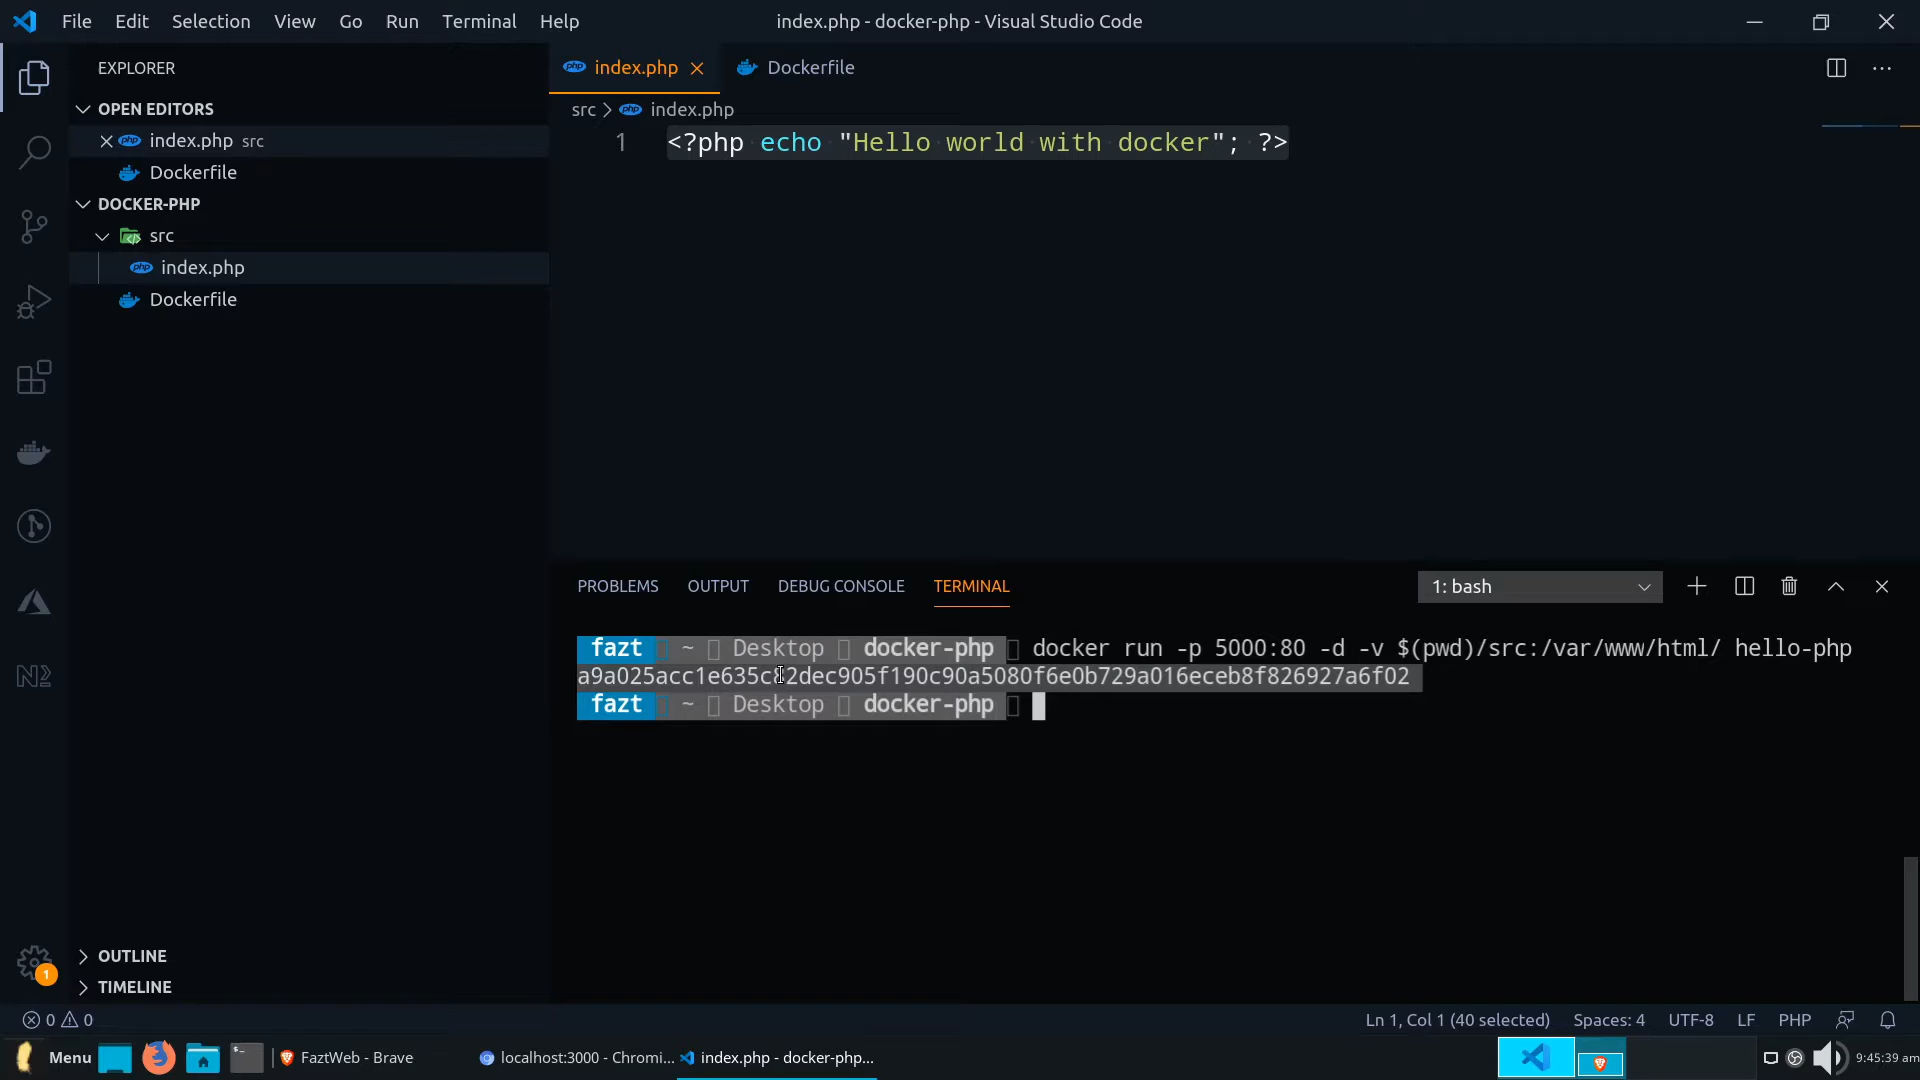 File Edit Selection View Go Run Terminal Help
index.php - docker-php - Visual Studio Code
EXPLORER
OPEN EDITORS
index.php src
Dockerfile
DOCKER-PHP
src
index.php
Dockerfile
OUTLINE
TIMELINE
index.php
Dockerfile
src > index.php
1 <?php echo "Hello world with docker"; ?>
PROBLEMS OUTPUT DEBUG CONSOLE TERMINAL
1: bash
fazt ~ Desktop docker-php docker run -p 5000:80 -d -v $(pwd)/src:/var/www/html/ hello-php
a9a025acc1e635c82dec905f190c90a5080f6e0b729a016eceb8f826927a6f02
fazt ~ Desktop docker-php
1
0 0
Ln 1, Col 1 (40 selected) Spaces: 4 UTF-8 LF PHP
Menu FaztWeb - Brave localhost:3000 - Chromi... index.php - docker-php... 9:45:39 am